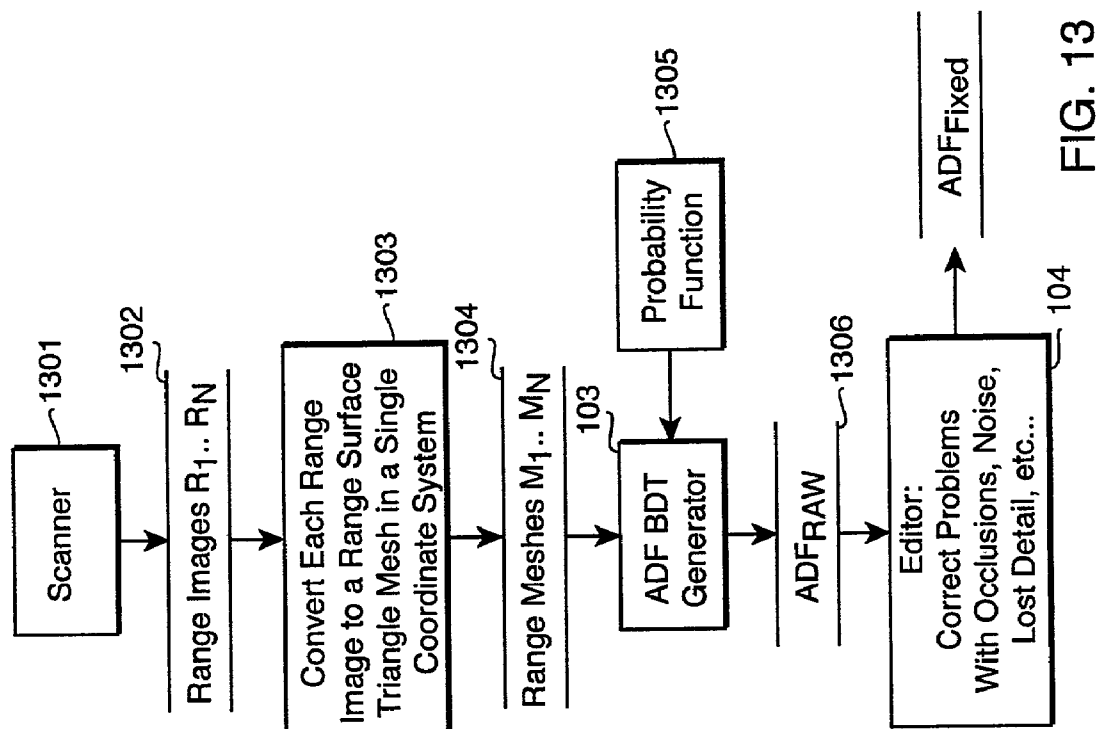 1301
Scanner
1302
Range Images R1.. RN
1303
Convert Each Range
Image to a Range Surface
Triangle Mesh in a Single
Coordinate System
1304
Range Meshes M1.. MN
103
ADF BDT
Generator
1305
Probability
Function
1306
ADFRAW
104
Editor:
Correct Problems
With Occlusions, Noise,
Lost Detail, etc...
ADFFixed
FIG. 13